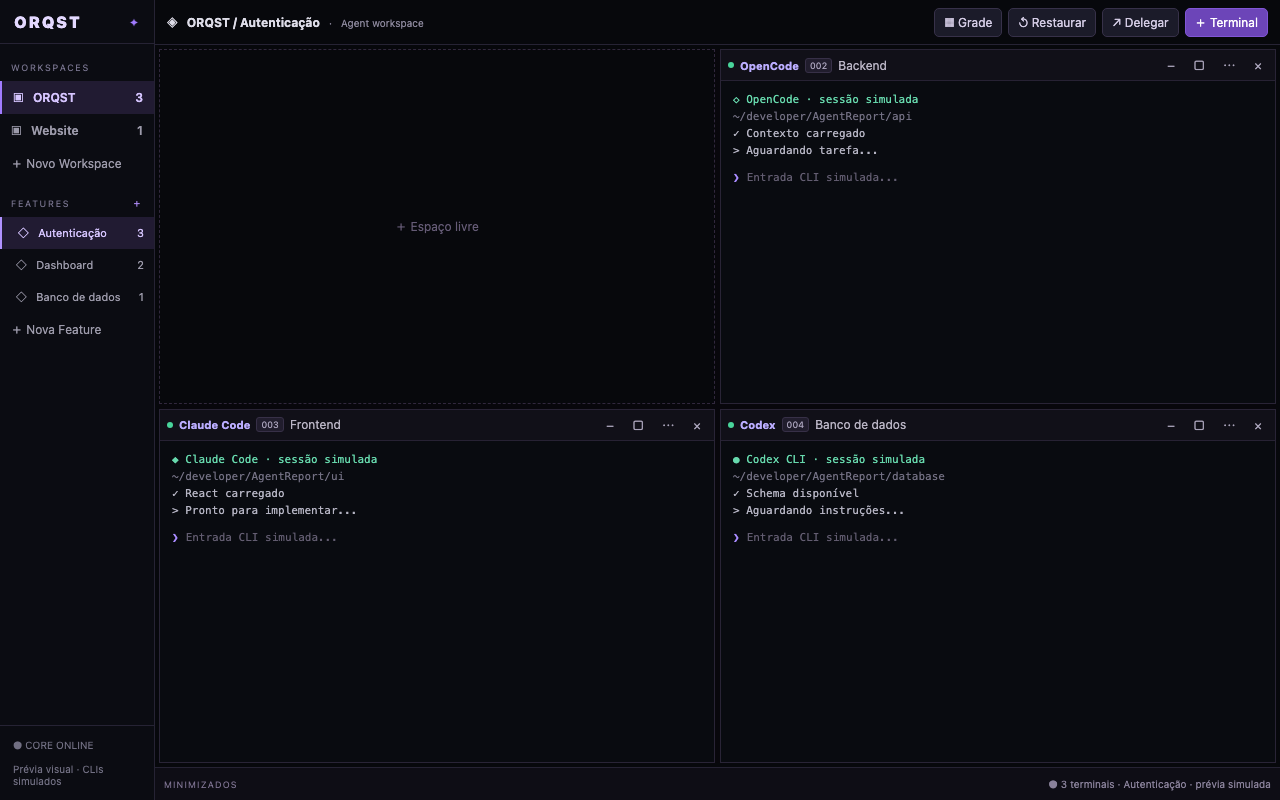 ORQST ✦
WORKSPACES
▣ ORQST 3
▣ Website 1
+ Novo Workspace
FEATURES +
◇ Autenticação 3
◇ Dashboard 2
◇ Banco de dados 1
+ Nova Feature
● CORE ONLINE
Prévia visual · CLIs
simulados
◈ ORQST / Autenticação · Agent workspace
▦ Grade
↺ Restaurar
↗ Delegar
+ Terminal
+ Espaço livre
OpenCode 002 Backend
◇ OpenCode · sessão simulada
~/developer/AgentReport/api
✓ Contexto carregado
> Aguardando tarefa...
❯ Entrada CLI simulada...
Claude Code 003 Frontend
◆ Claude Code · sessão simulada
~/developer/AgentReport/ui
✓ React carregado
> Pronto para implementar...
❯ Entrada CLI simulada...
Codex 004 Banco de dados
● Codex CLI · sessão simulada
~/developer/AgentReport/database
✓ Schema disponível
> Aguardando instruções...
❯ Entrada CLI simulada...
MINIMIZADOS
● 3 terminais · Autenticação · prévia simulada